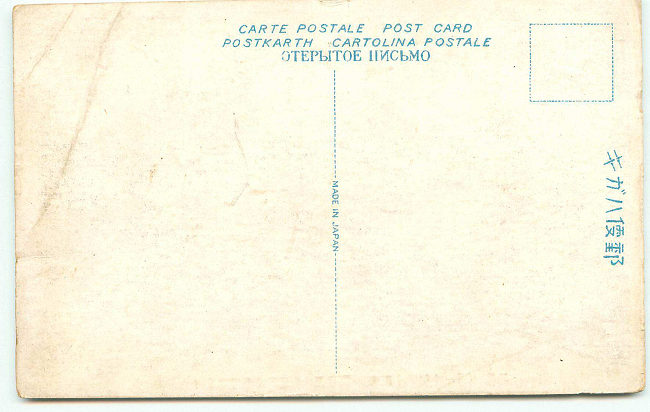 CARTE POSTALE POST CARD
POSTKARTH CARTOLINA POSTALE
ОТЕРЫТОЕ ПИСЬМО
MADE IN JAPAN
キガハ便郵